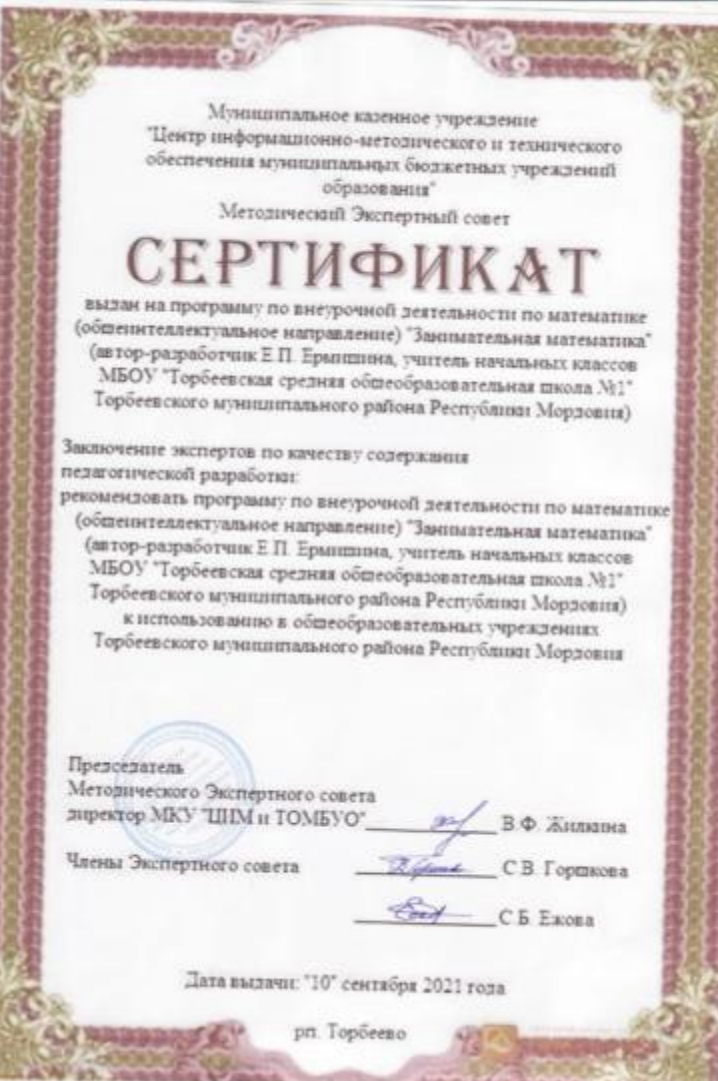 Муниципальное казенное учреждение
"Центр информационно-методического и технического
обеспечения муниципальных бюджетных учреждений
образования"
Методический Экспертный совет
СЕРТИФИКАТ
выдан на программу по внеурочной деятельности по математике
(общеинтеллектуальное направление) "Занимательная математика"
(автор-разработчик Е.П. Ермишина, учитель начальных классов
МБОУ "Торбеевская средняя общеобразовательная школа №1"
Торбеевского муниципального района Республики Мордовия)
Заключение экспертов по качеству содержания
педагогической разработки:
рекомендовать программу по внеурочной деятельности по математике
(общеинтеллектуальное направление) "Занимательная математика"
(автор-разработчик Е.П. Ермишина, учитель начальных классов
МБОУ "Торбеевская средняя общеобразовательная школа №1"
Торбеевского муниципального района Республики Мордовия)
к использованию в общеобразовательных учреждениях
Торбеевского муниципального района Республики Мордовия
Председатель
Методического Экспертного совета
директор МКУ "ЦИМ и ТОМБУО" В.Ф. Жилкина
Члены Экспертного совета С.В. Горшкова
С.Б. Ежова
Дата выдачи: "10" сентября 2021 года
рп. Торбеево